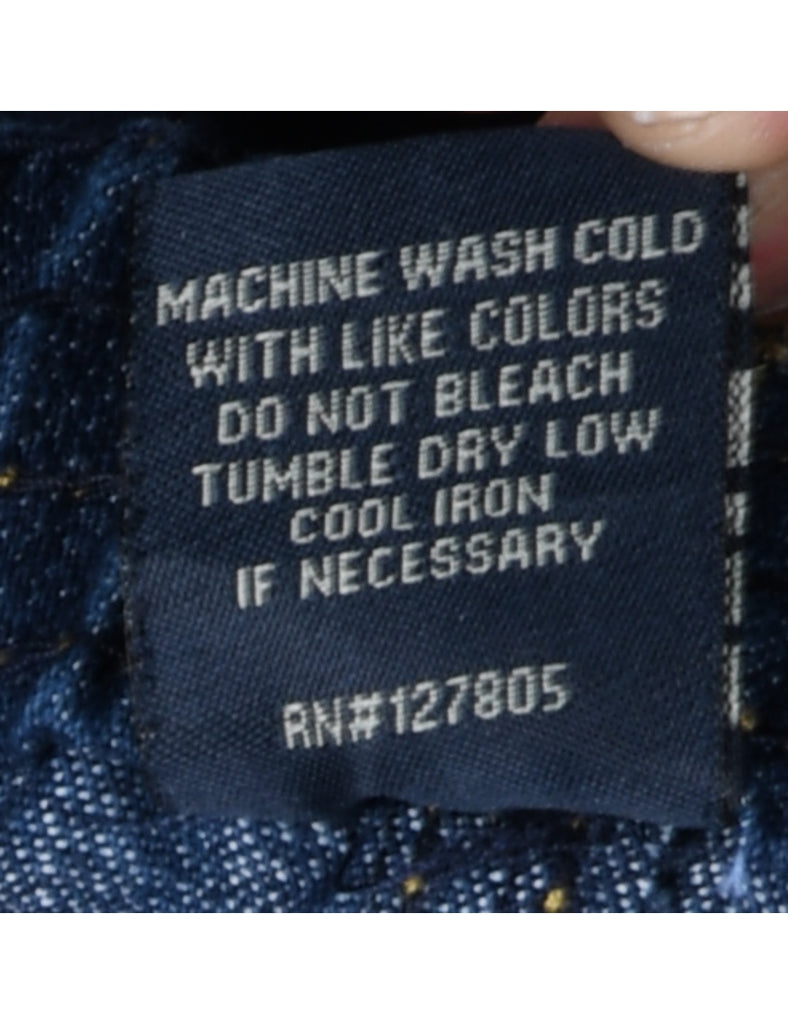 MACHINE WASH COLD
WITH LIKE COLORS
DO NOT BLEACH
TUMBLE DRY LOW
COOL IRON
IF NECESSARY
RN#127805